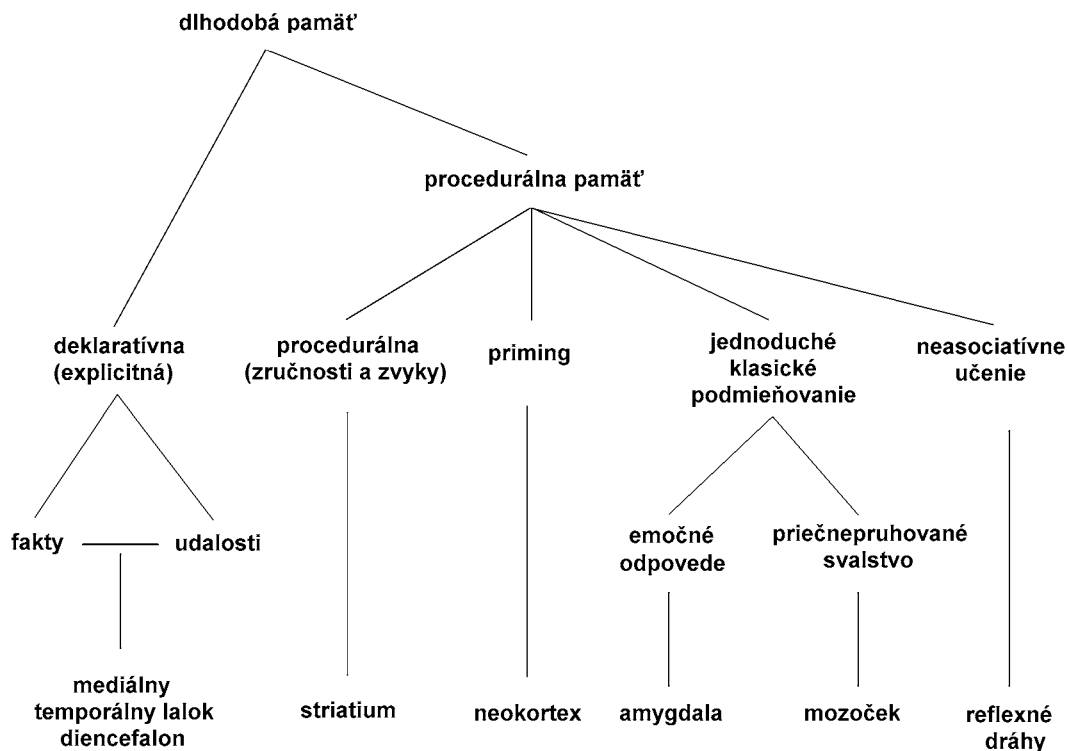 dlhodobá pamäť
procedurálna pamäť
deklaratívna
(explicitná)
procedurálna
(zručnosti a zvyky)
priming
jednoduché
klasické
podmieňovanie
neasociatívne
učenie
fakty
udalosti
emočné
odpovede
priečnepruhované
svalstvo
mediálny
temporálny lalok
diencefalon
striatium
neokortex
amygdala
mozoček
reflexné
dráhy